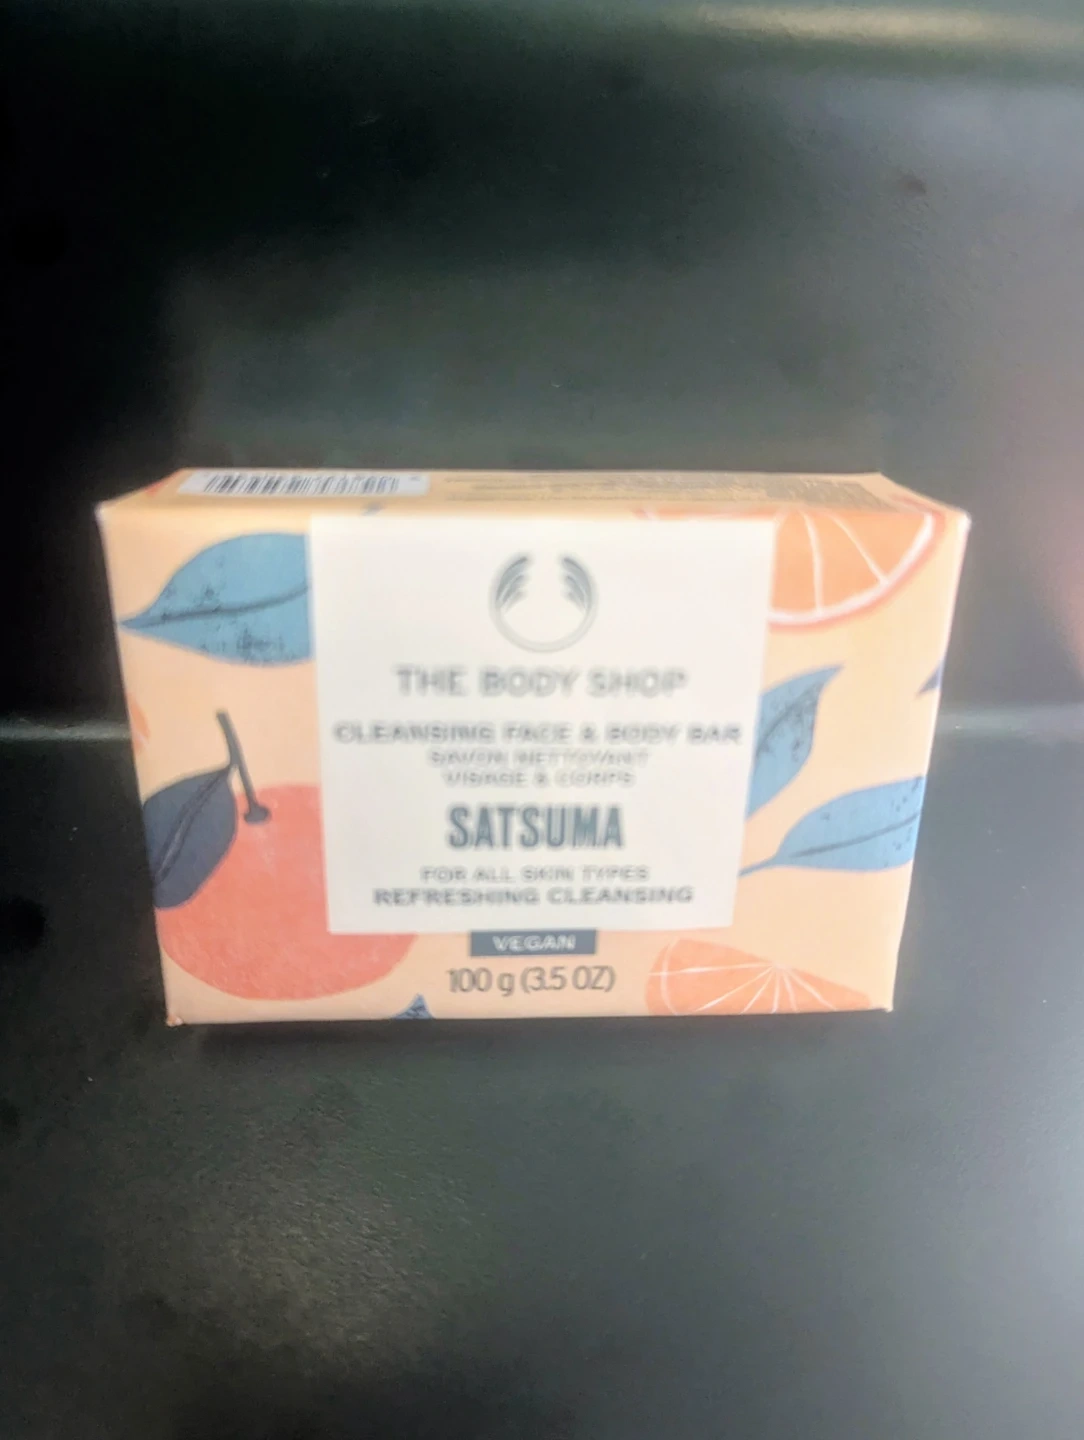 THE BODY SHOP
CLEANSING FACE & BODY BAR
SAVON NETTOYANT
VISAGE & CORPS
SATSUMA
FOR ALL SKIN TYPES
REFRESHING CLEANSING
VEGAN
100 g (3.5 OZ)